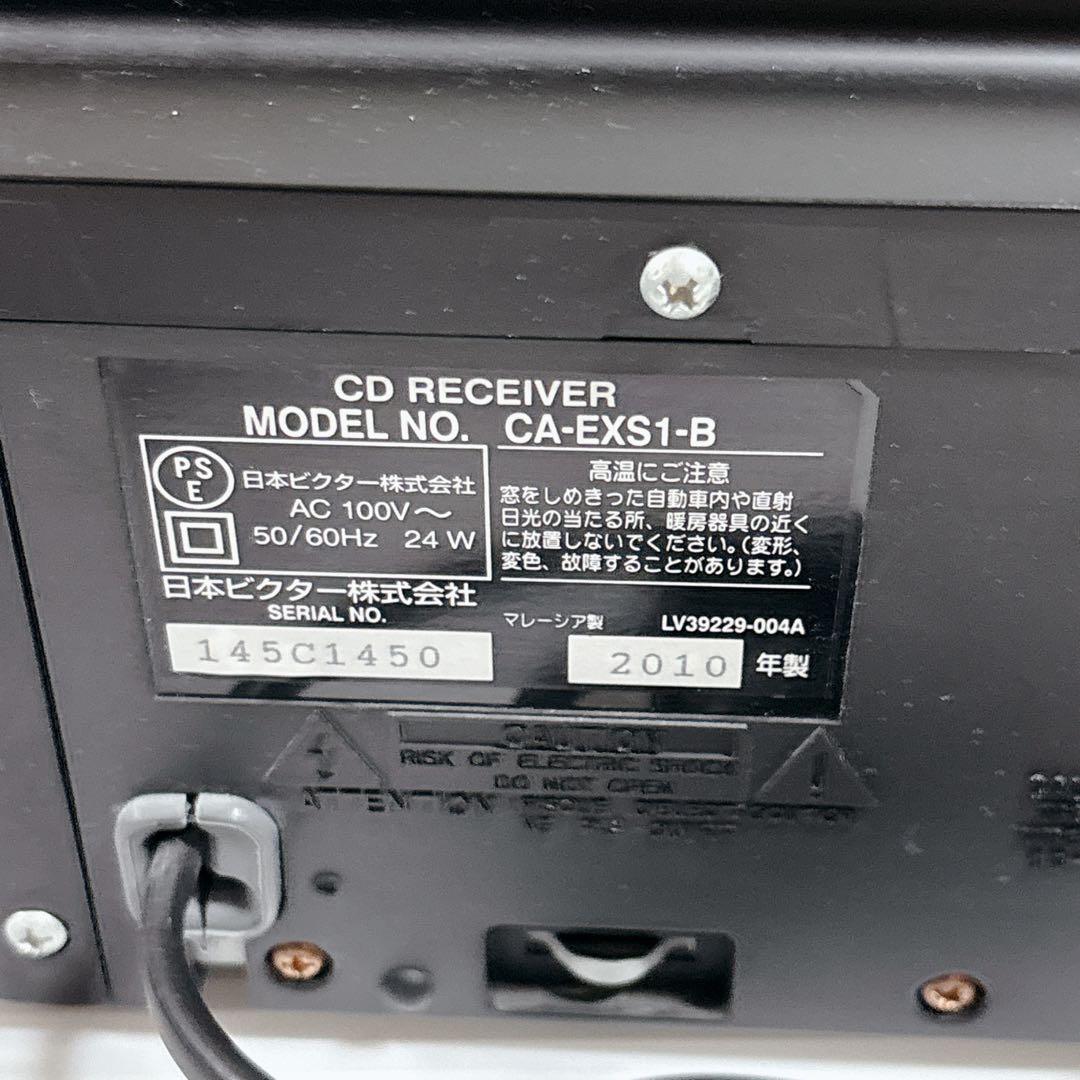 CD RECEIVER
MODEL NO. CA-EXS1-B
PS
E
日本ビクター株式会社
AC 100V～
50/60Hz 24 W
日本ビクター株式会社
SERIAL NO.
145C1450
高温にご注意
窓をしめきった自動車内や直射
日光の当たる所、暖房器具の近く
に放置しないでください。(変形、
変色、故障することがあります。)
マレーシア製 LV39229-004A
2010 年製
CAUTION
RISK OF ELECTRIC SHOCK
DO NOT OPEN
ATTENTION